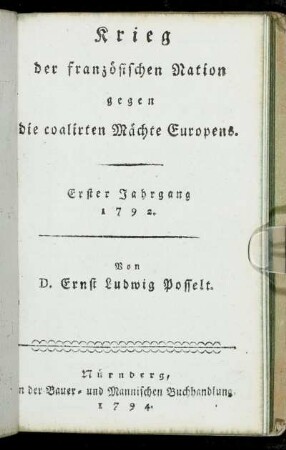 Krieg
der französischen Nation
gegen
die coalirten Mächte Europens.
Erster Jahrgang
1792.
Von
D. Ernst Ludwig Posselt.
Nürnberg,
n der Bauer- und Mannischen Buchhandlung.
1794.